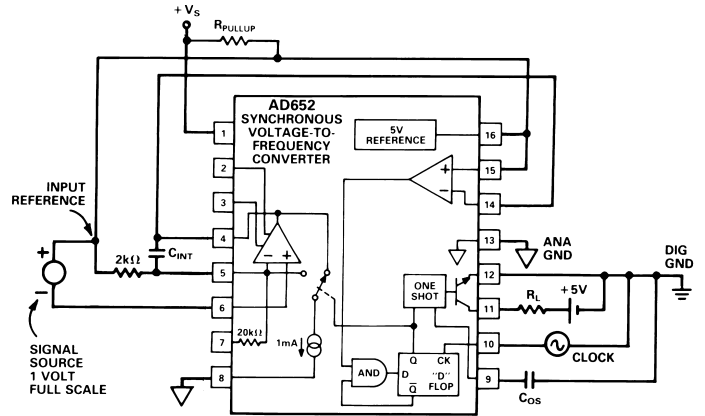 + VS
RPULLUP
AD652
SYNCHRONOUS
VOLTAGE-TO-
FREQUENCY
CONVERTER
5V
REFERENCE
1
2
3
4
5
6
7
8
16
15
14
13
12
11
10
9
INPUT
REFERENCE
+
–
2kΩ
CINT
SIGNAL
SOURCE
1 VOLT
FULL SCALE
– +
20kΩ
1mA
+
–
ANA
GND
DIG
GND
ONE
SHOT
RL
+5V
CLOCK
COS
AND
Q CK
D "D"
FLOP
Q̅